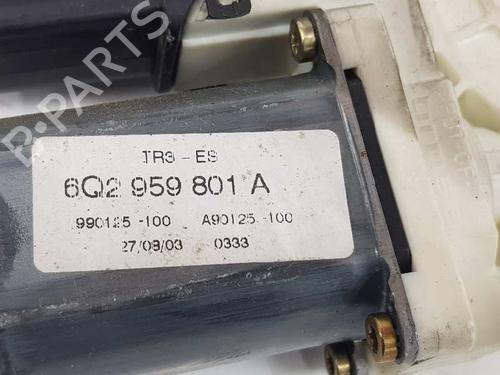 B-PARTS
TR3 - ES
6Q2 959 801 A
990125 -100 A90125 -100
27/08/03 0333